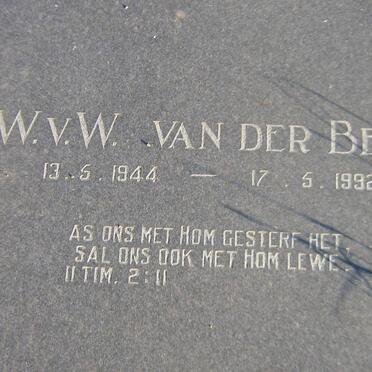 W.V.W. VAN DER BE
13.5.1944 — 17.5.1992
AS ONS MET HOM GESTERF HET,
SAL ONS OOK MET HOM LEWE.
II TIM. 2:11